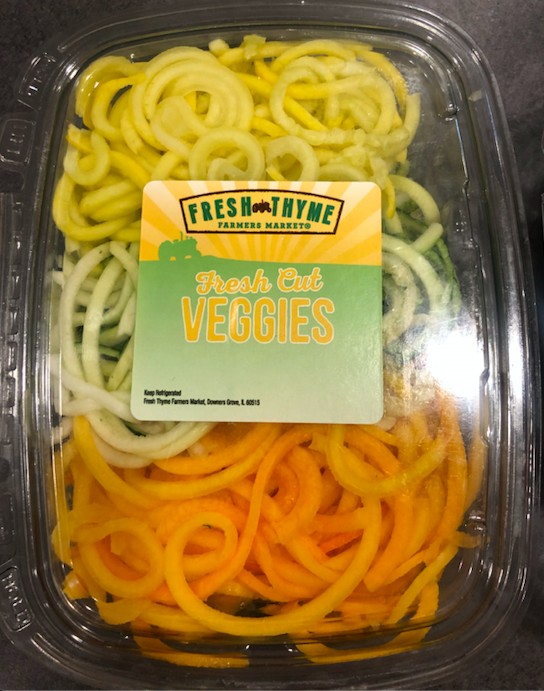 FRESH THYME
FARMERS MARKET®
Fresh Cut
VEGGIES
Keep Refrigerated
Fresh Thyme Farmers Market, Downers Grove, IL 60515